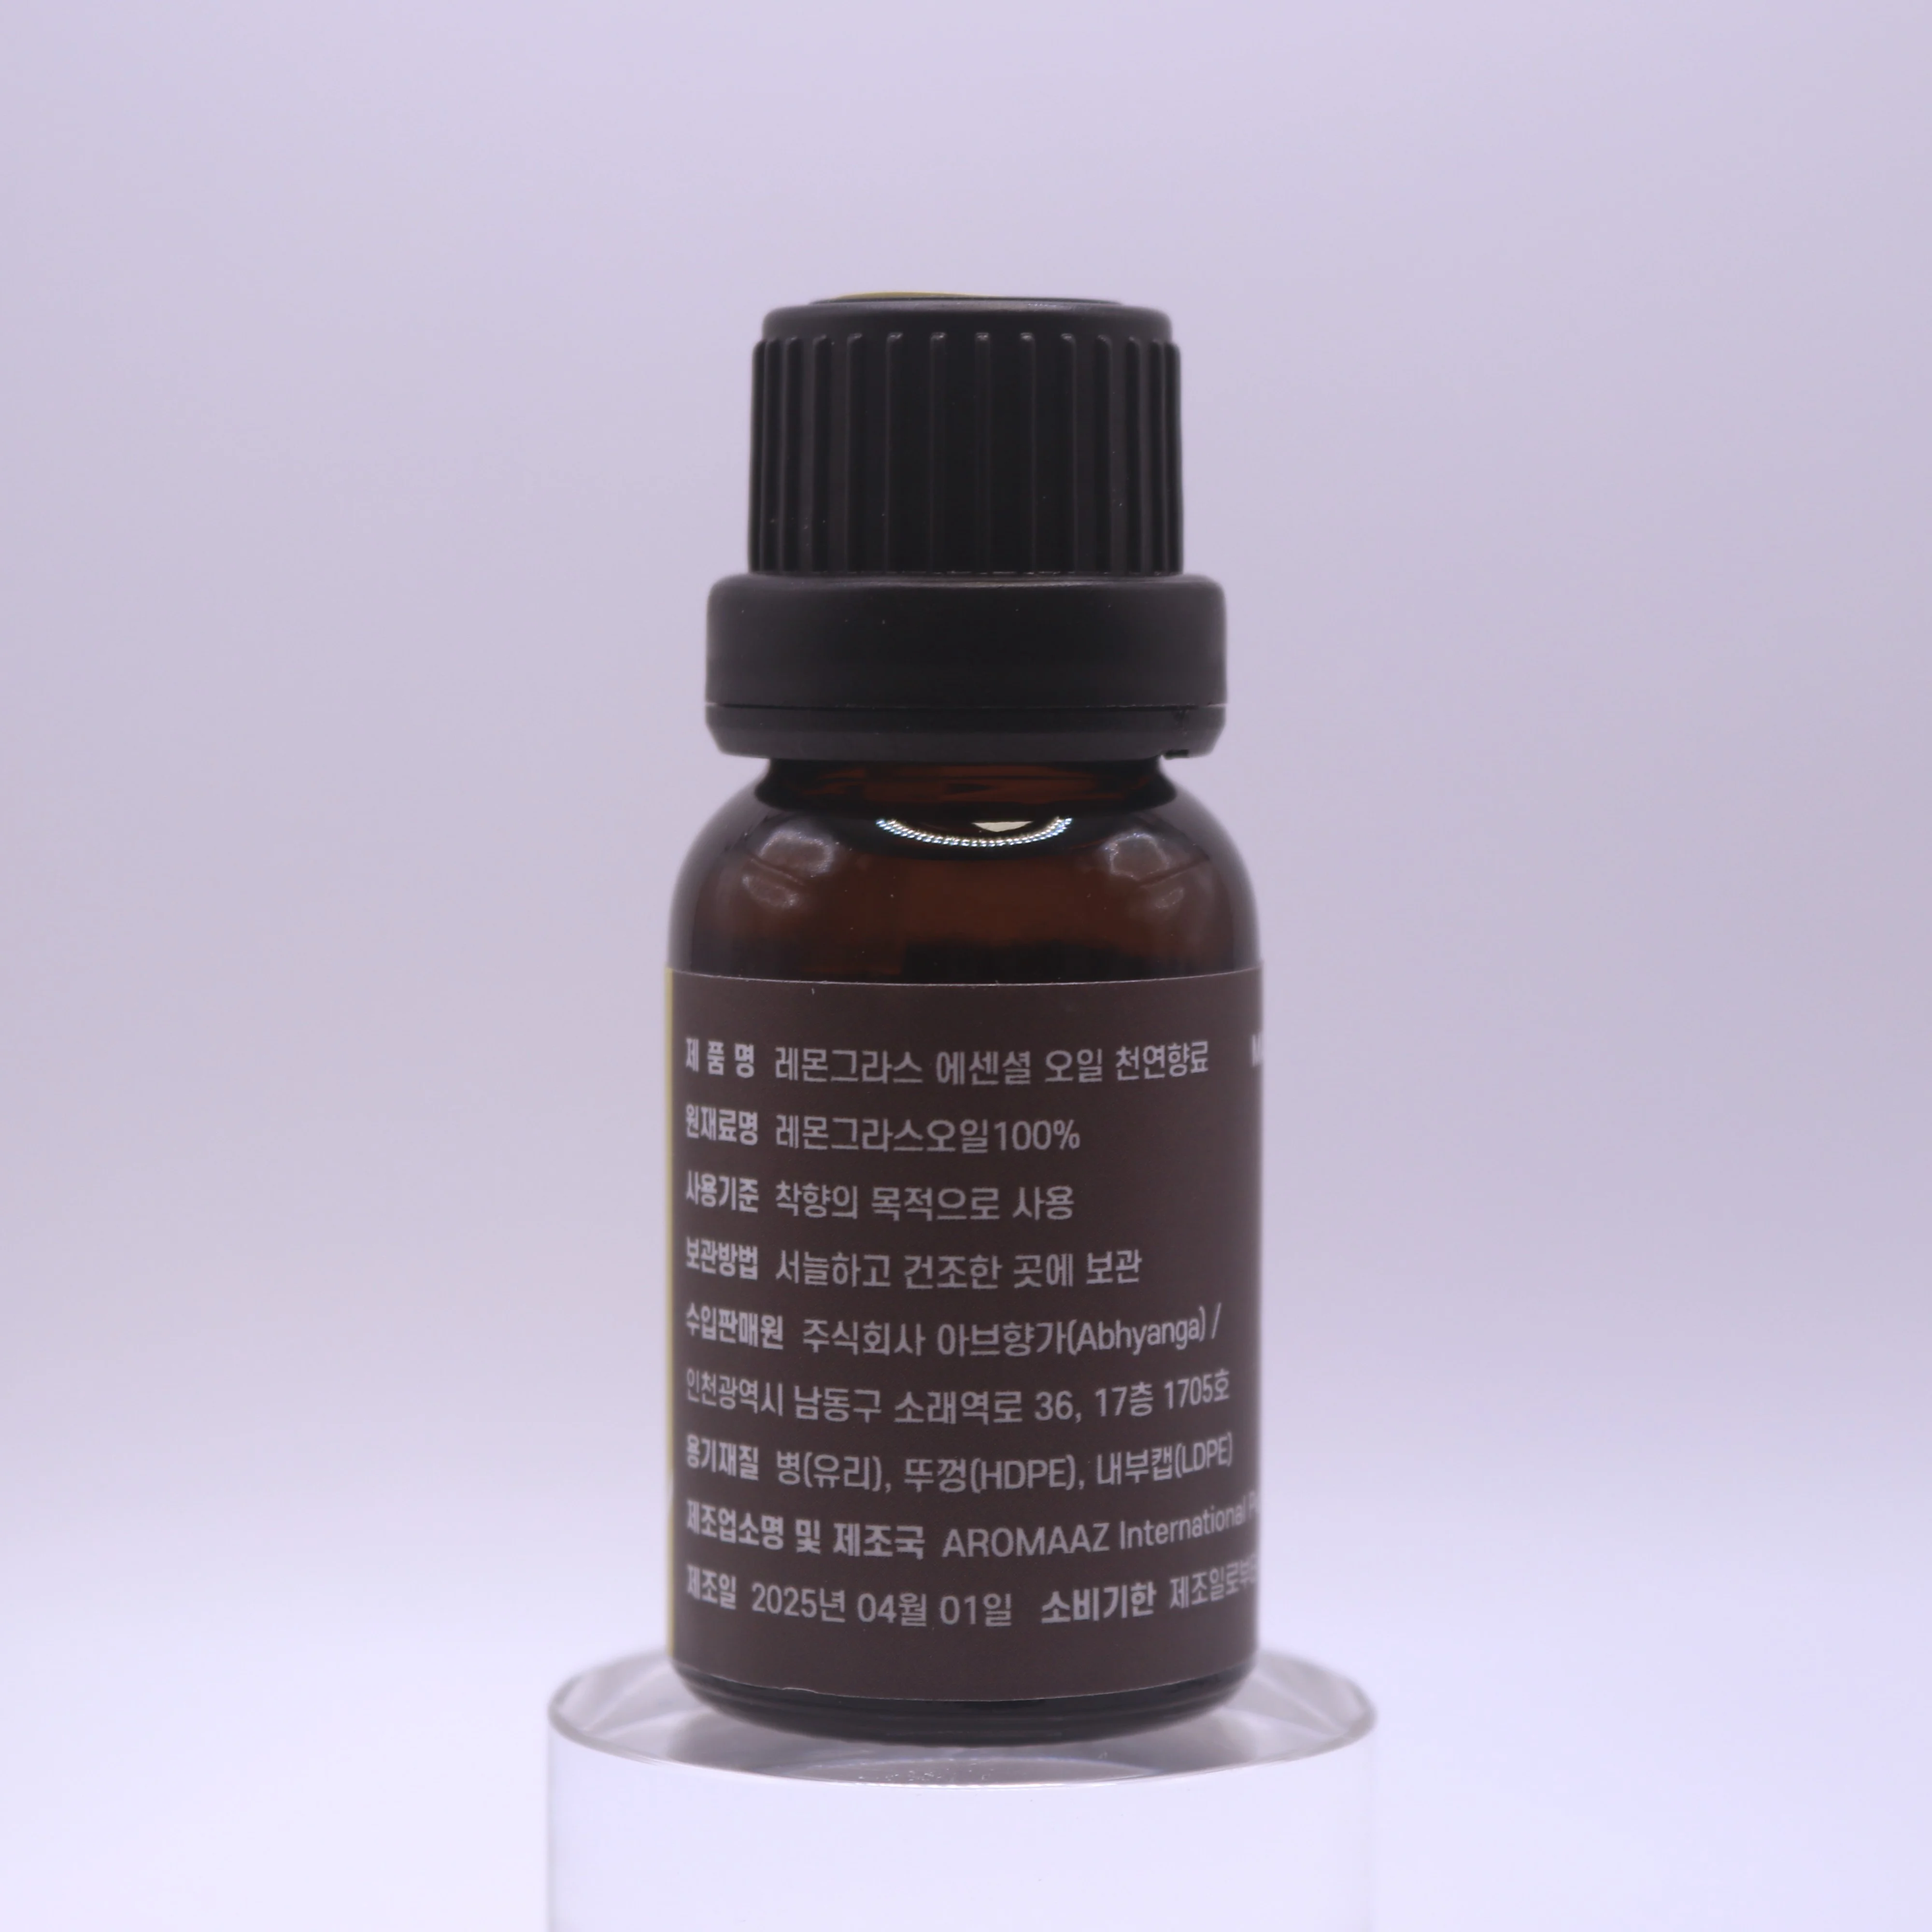 제 품 명 레몬그라스 에센셜 오일 천연향료
원재료명 레몬그라스오일100%
사용기준 착향의 목적으로 사용
보관방법 서늘하고 건조한 곳에 보관
수입판매원 주식회사 아브향가(Abhyanga) /
인천광역시 남동구 소래역로 36, 17층 1705호
용기재질 병(유리), 뚜껑(HDPE), 내부캡(LDPE)
제조업소명 및 제조국 AROMAAZ International
제조일 2025년 04월 01일 소비기한 제조일로부터